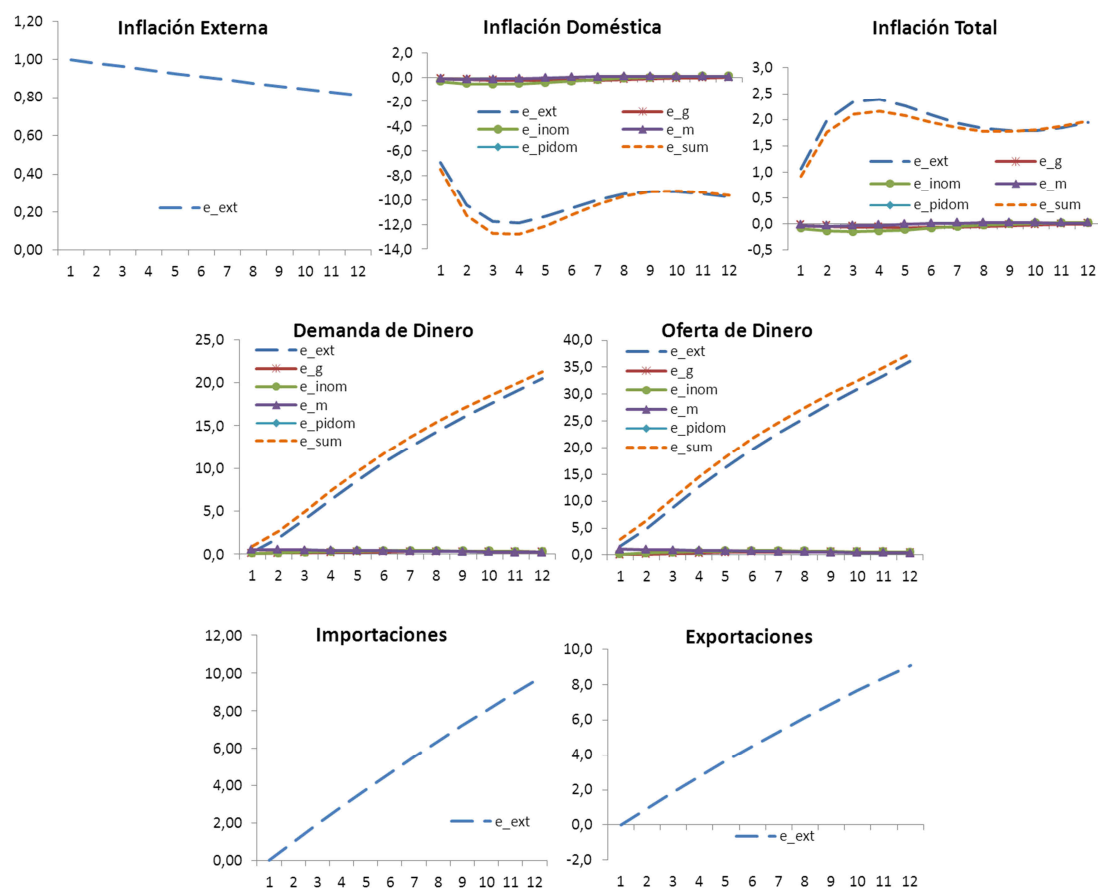 Inflación Externa
1,20
1,00
0,80
0,60
0,40
0,20
0,00
e_ext
1 2 3 4 5 6 7 8 9 10 11 12
Inflación Doméstica
2,0
0,0
-2,0
-4,0
-6,0
-8,0
-10,0
-12,0
-14,0
e_ext e_g
e_inom e_m
e_pidom e_sum
1 2 3 4 5 6 7 8 9 10 11 12
Inflación Total
3,0
2,5
2,0
1,5
1,0
0,5
0,0
-0,5
e_ext e_g
e_inom e_m
e_pidom e_sum
1 2 3 4 5 6 7 8 9 10 11 12
Demanda de Dinero
25,0
20,0
15,0
10,0
5,0
0,0
e_ext
e_g
e_inom
e_m
e_pidom
e_sum
1 2 3 4 5 6 7 8 9 10 11 12
Oferta de Dinero
40,0
35,0
30,0
25,0
20,0
15,0
10,0
5,0
0,0
e_ext
e_g
e_inom
e_m
e_pidom
e_sum
1 2 3 4 5 6 7 8 9 10 11 12
Importaciones
12,00
10,00
8,00
6,00
4,00
2,00
0,00
e_ext
1 2 3 4 5 6 7 8 9 10 11 12
Exportaciones
10,0
8,0
6,0
4,0
2,0
0,0
-2,0
e_ext
1 2 3 4 5 6 7 8 9 10 11 12